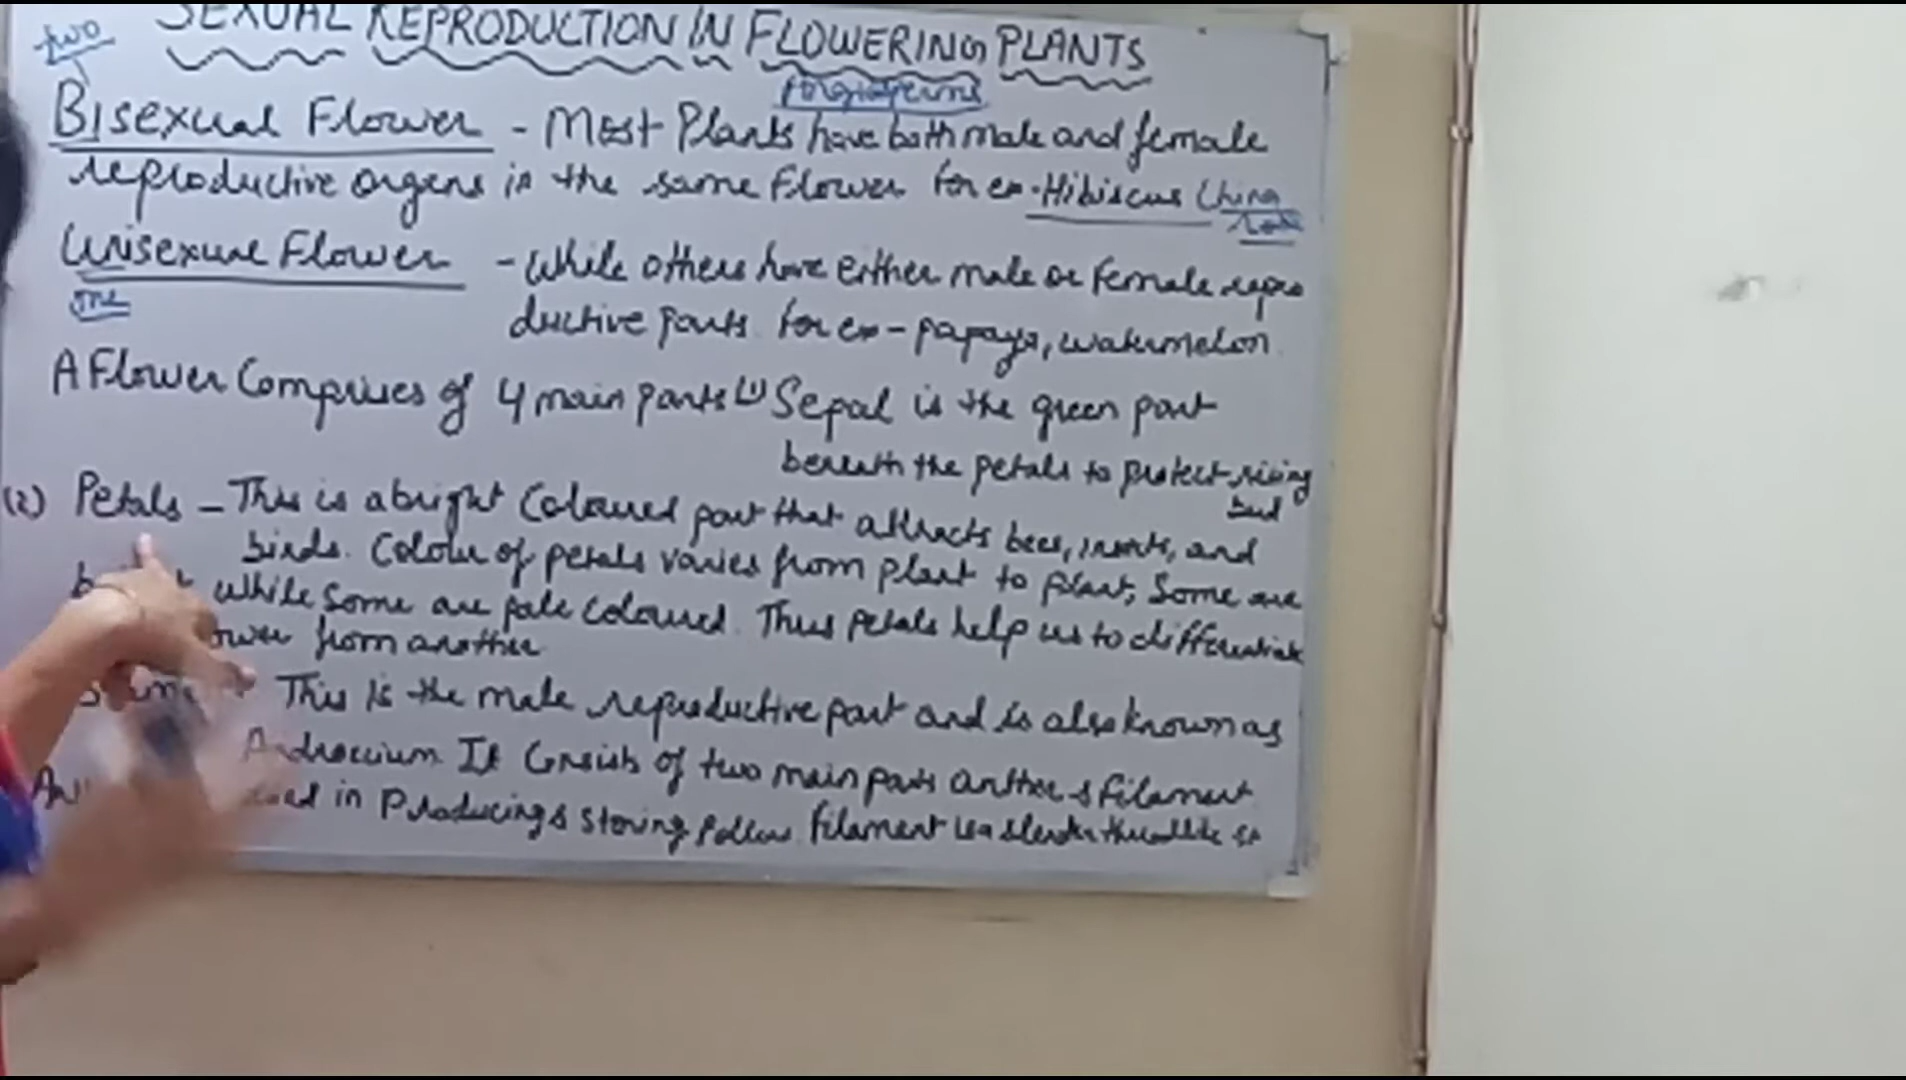 SEXUAL REPRODUCTION IN FLOWERING PLANTS
two
Angiosperms
Bisexual Flower - Most Plants have both male and female
reproductive organs in the same Flower for ex - Hibiscus China
rose
Unisexual Flower - While others have either male or female repro
one
ductive parts. for ex - papaya, watermelon.
A Flower Comprises of 4 main parts (1) Sepal is the green part
beneath the petals to protect rising
bud
(2) Petals - This is a bright Coloured part that attracts bees, insects, and
birds. Colour of petals varies from plant to plant, Some are
while some are pale coloured. Thus petals help us to differentiate
from another
This is the male reproductive part and is also known as
Androecium. It Consists of two main parts anther & filament
in Producing & storing Pollens. filament is a slender threadlike